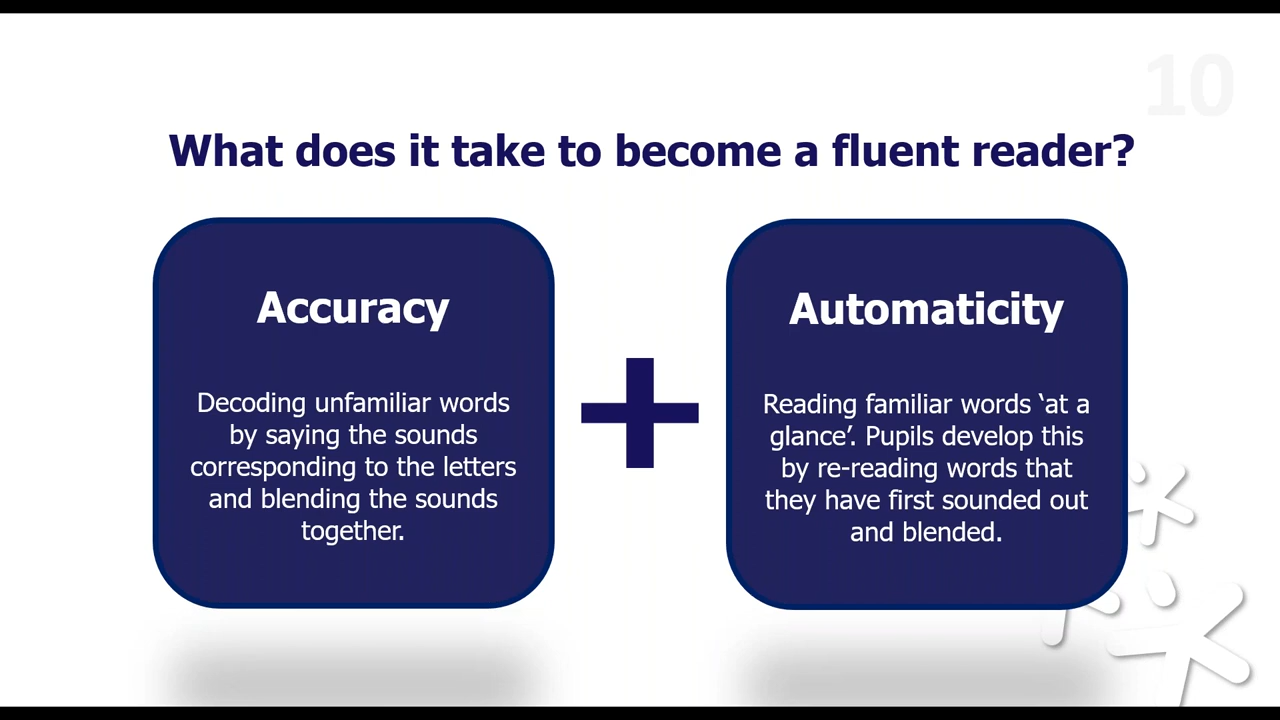 10
What does it take to become a fluent reader?
Accuracy
Decoding unfamiliar words
by saying the sounds
corresponding to the letters
and blending the sounds
together.
Automaticity
Reading familiar words ‘at a
glance’. Pupils develop this
by re-reading words that
they have first sounded out
and blended.